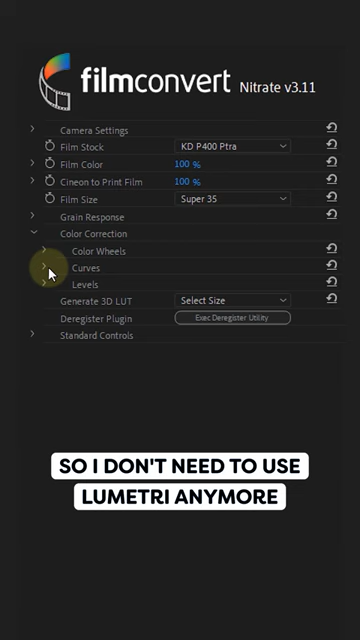 filmconvert Nitrate v3.11
Camera Settings
Film Stock KD P400 Ptra
Film Color 100 %
Cineon to Print Film 100 %
Film Size Super 35
Grain Response
Color Correction
Color Wheels
Curves
Levels
Generate 3D LUT Select Size
Deregister Plugin Exec Deregister Utility
Standard Controls
SO I DON'T NEED TO USE
LUMETRI ANYMORE